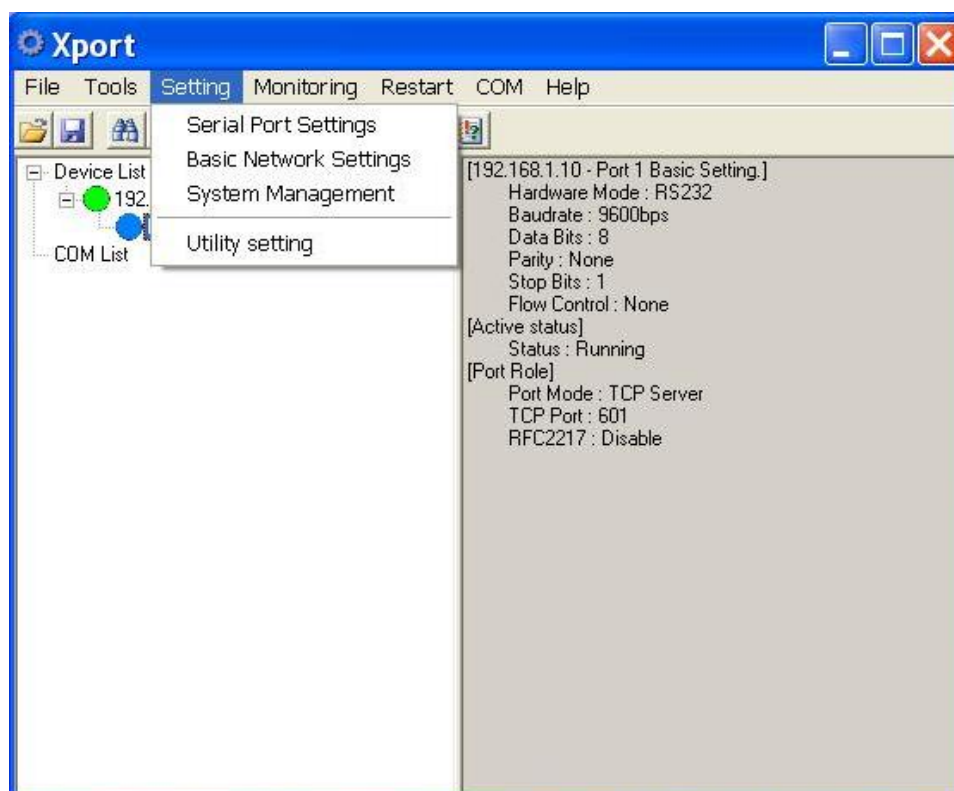 Xport
File Tools Setting Monitoring Restart COM Help
Serial Port Settings
Basic Network Settings
System Management
Utility setting
Device List
192.
COM List
[192.168.1.10 - Port 1 Basic Setting.]
Hardware Mode : RS232
Baudrate : 9600bps
Data Bits : 8
Parity : None
Stop Bits : 1
Flow Control : None
[Active status]
Status : Running
[Port Role]
Port Mode : TCP Server
TCP Port : 601
RFC2217 : Disable